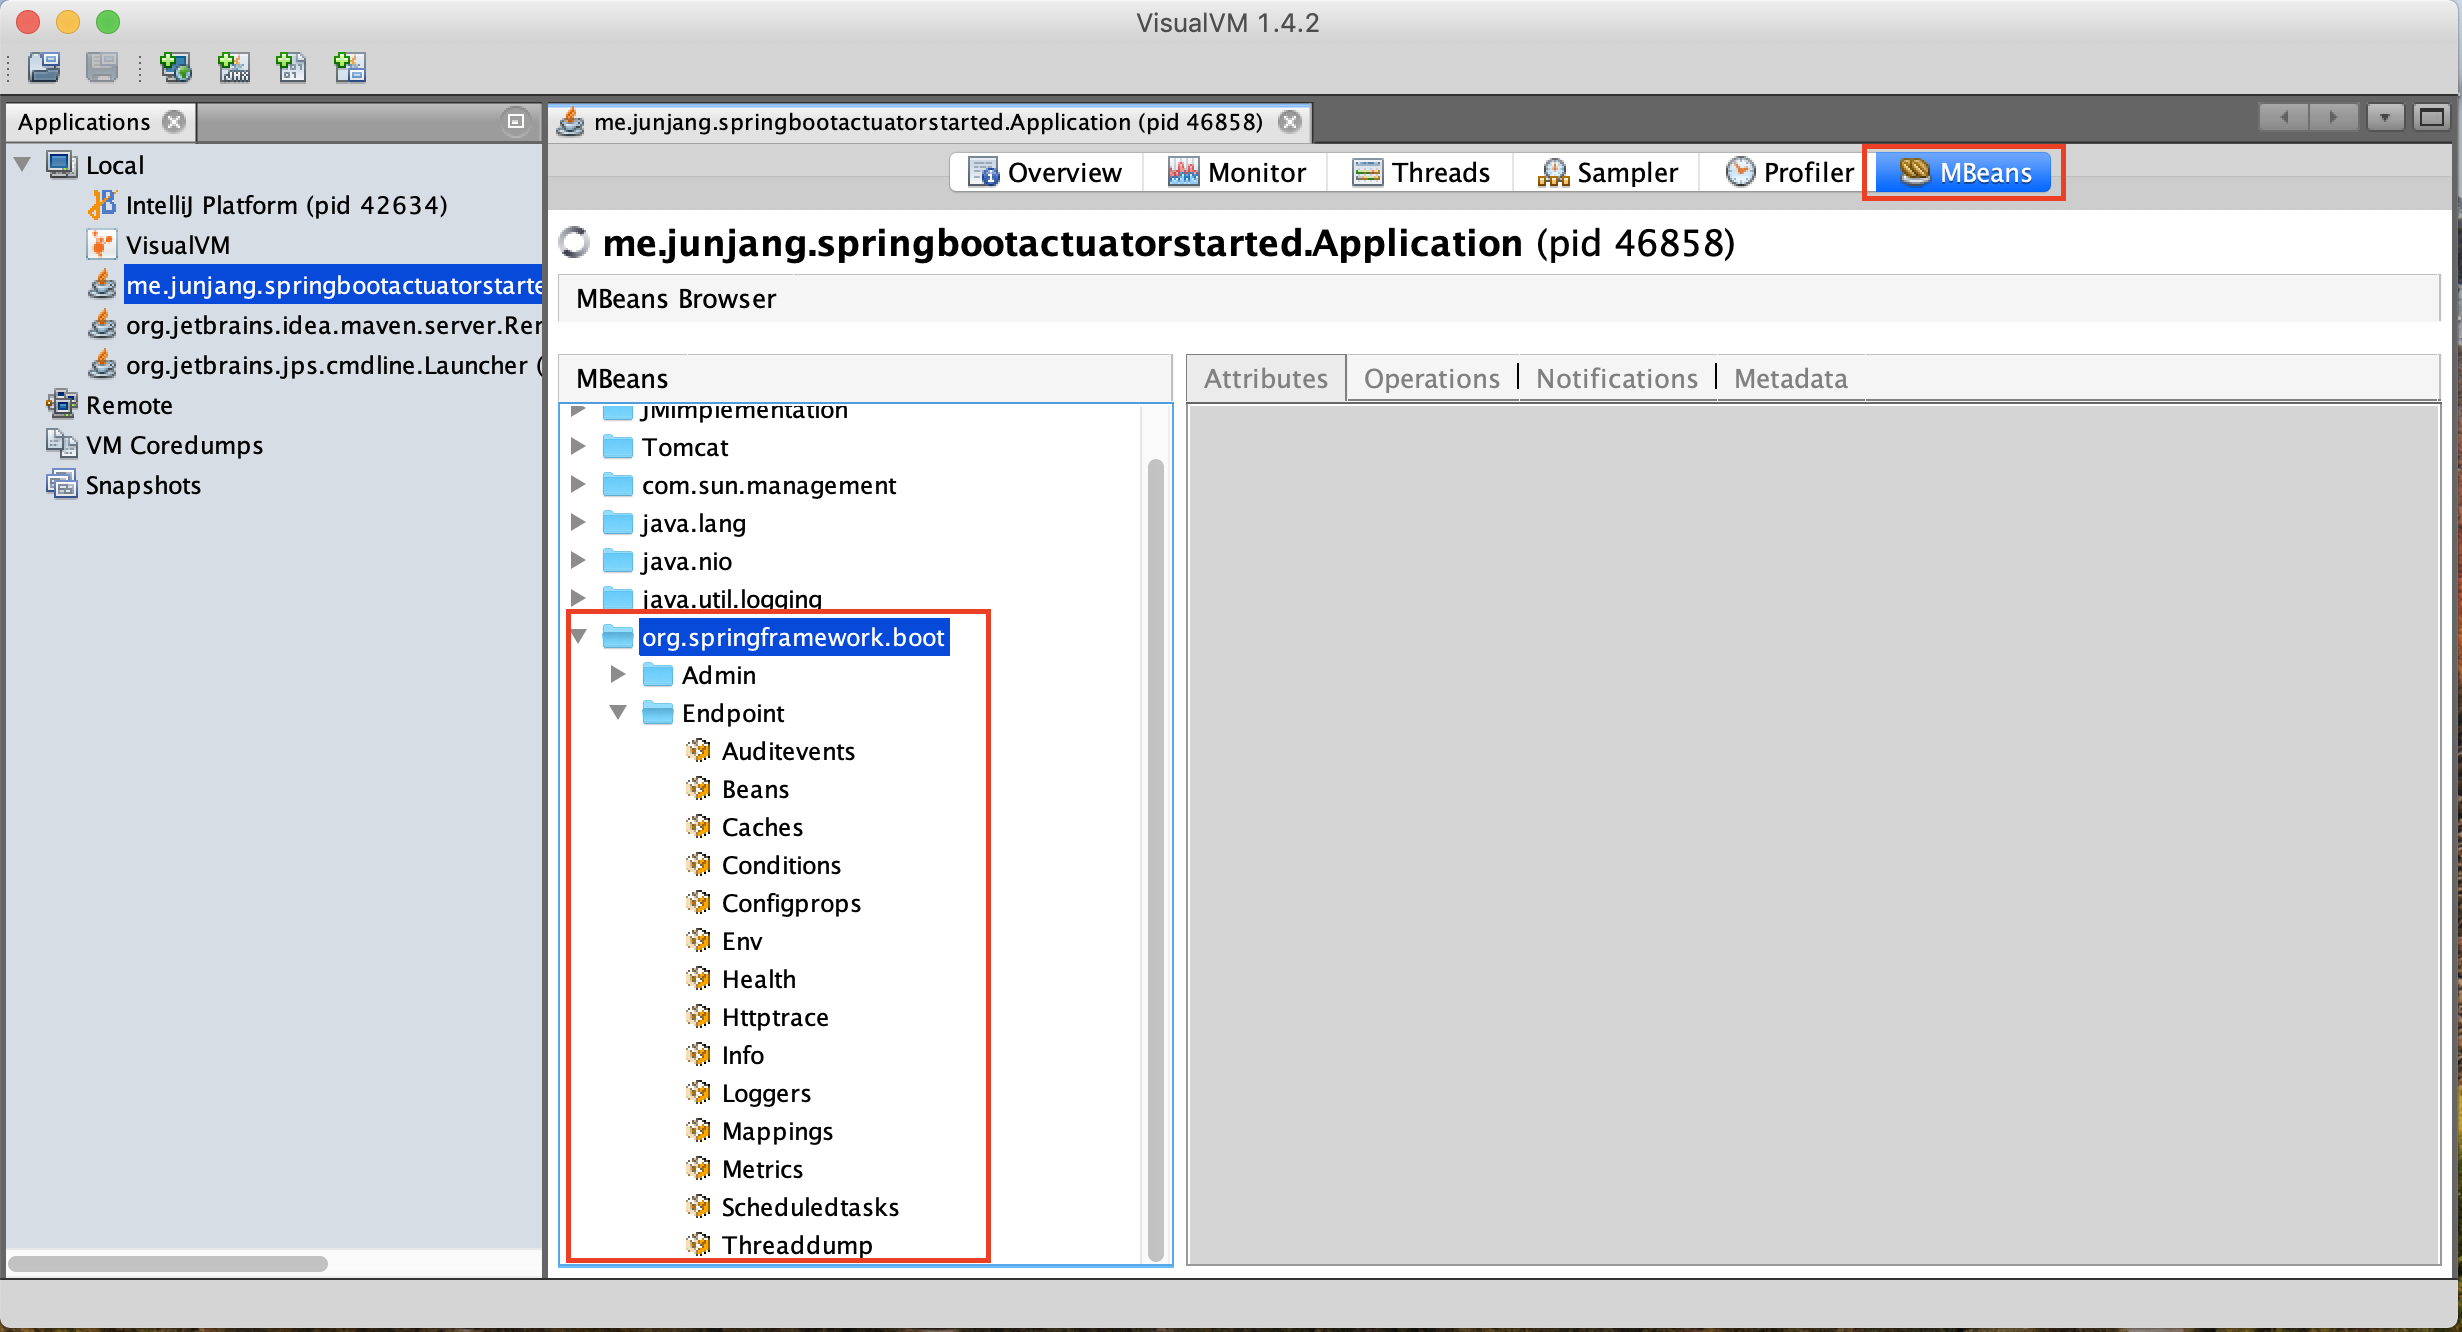 VisualVM 1.4.2
JMX
Applications
me.junjang.springbootactuatorstarted.Application (pid 46858)
Local
IntelliJ Platform (pid 42634)
VisualVM
me.junjang.springbootactuatorstarte
org.jetbrains.idea.maven.server.Rer
org.jetbrains.jps.cmdline.Launcher (
Remote
VM Coredumps
Snapshots
Overview
Monitor
Threads
Sampler
Profiler
MBeans
me.junjang.springbootactuatorstarted.Application (pid 46858)
MBeans Browser
MBeans
JMImplementation
Tomcat
com.sun.management
java.lang
java.nio
java.util.logging
org.springframework.boot
Admin
Endpoint
Auditevents
Beans
Caches
Conditions
Configprops
Env
Health
Httptrace
Info
Loggers
Mappings
Metrics
Scheduledtasks
Threaddump
Attributes
Operations
Notifications
Metadata